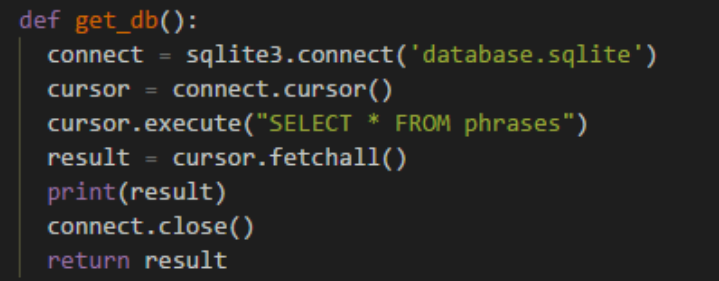 def get_db():
connect = sqlite3.connect('database.sqlite')
cursor = connect.cursor()
cursor.execute("SELECT * FROM phrases")
result = cursor.fetchall()
print(result)
connect.close()
return result